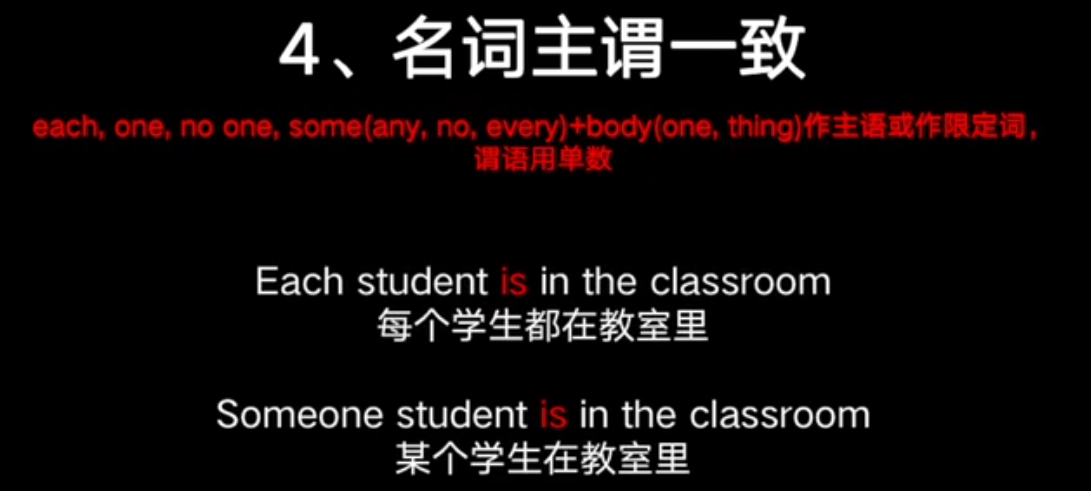 4、名词主谓一致
each, one, no one, some(any, no, every)+body(one, thing)作主语或作限定词，
谓语用单数
Each student is in the classroom
每个学生都在教室里
Someone student is in the classroom
某个学生在教室里